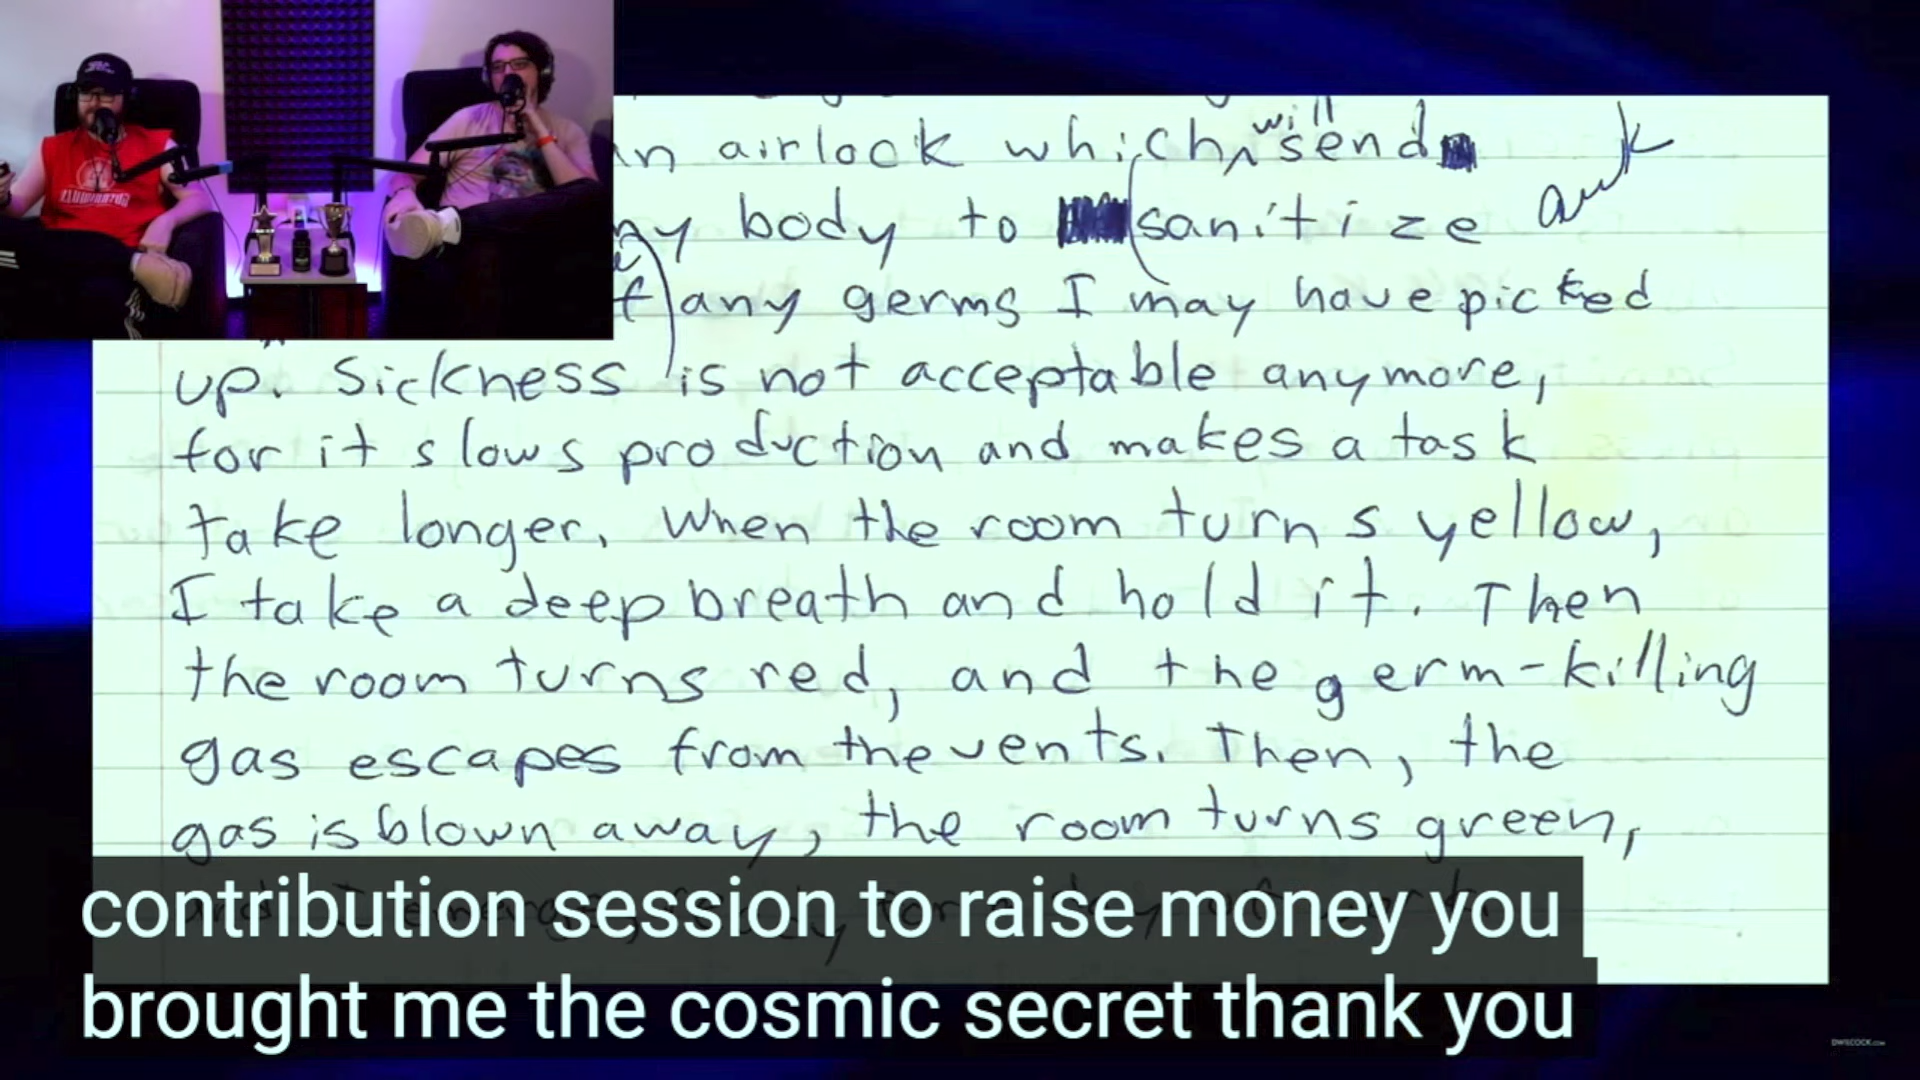 will
in airlock which send
awk
my body to sanitize
any germs I may have picked
up. Sickness is not acceptable anymore,
for it slows production and makes a task
take longer. When the room turns yellow,
I take a deep breath and hold it. Then
the room turns red, and the germ-killing
gas escapes from the vents. Then, the
gas is blown away, the room turns green,
contribution session to raise money you
brought me the cosmic secret thank you